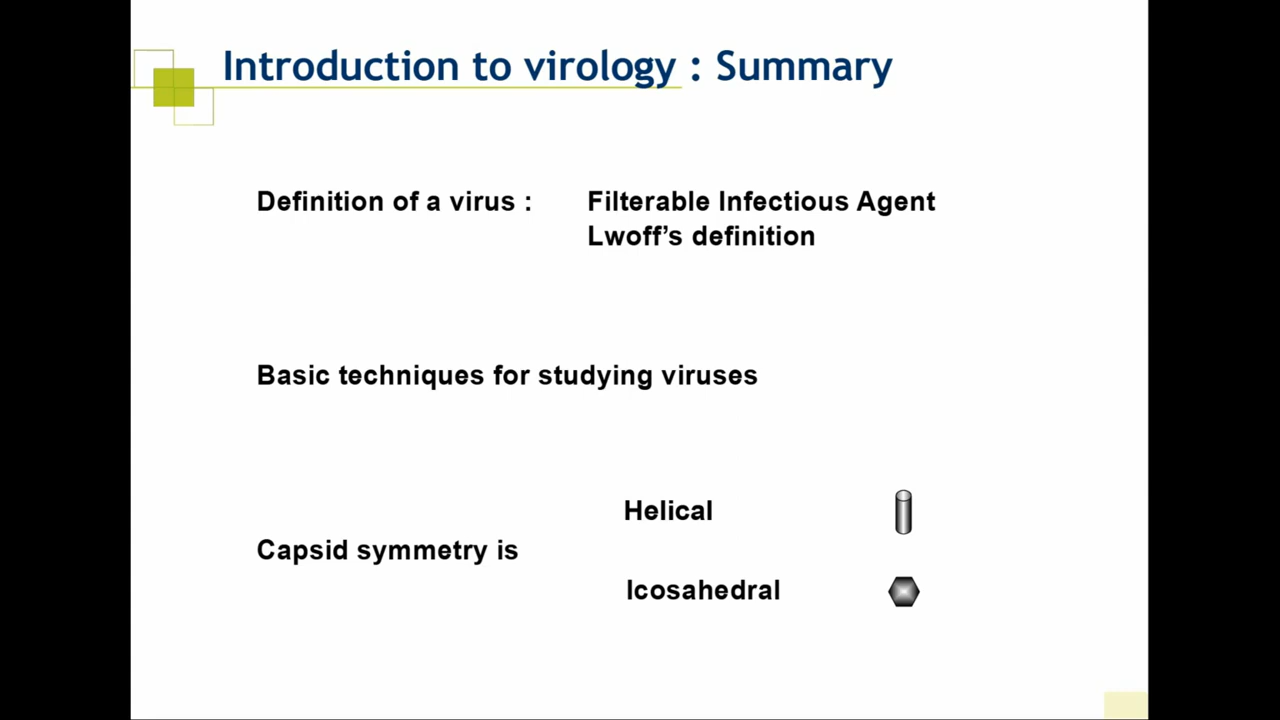 Introduction to virology : Summary
Definition of a virus : Filterable Infectious Agent
Lwoff’s definition
Basic techniques for studying viruses
Helical
Capsid symmetry is
Icosahedral